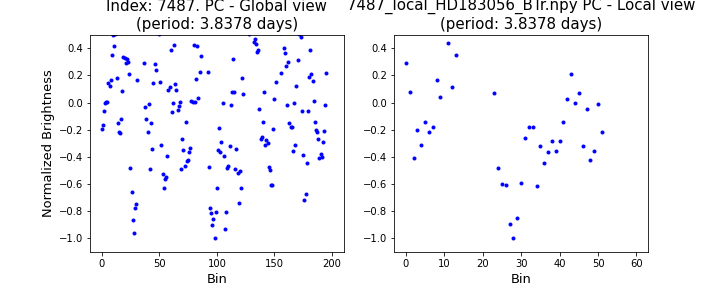 Index: 7487. PC - Global view
(period: 3.8378 days)
7487_local_HD183056_BTr.npy PC - Local view
(period: 3.8378 days)
Normalized Brightness
0.4
0.2
0.0
−0.2
−0.4
−0.6
−0.8
−1.0
0 50 100 150 200
Bin
0.4
0.2
0.0
−0.2
−0.4
−0.6
−0.8
−1.0
0 10 20 30 40 50 60
Bin